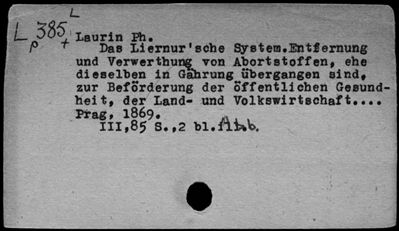 L 385 L
p +
Laurin Ph.
Das Liernur'sche System.Entfernung
und Verwerthung von Abortstoffen, ehe
dieselben in Gährung übergangen sind,
zur Beförderung der öffentlichen Gesund-
heit, der Land- und Volkswirtschaft....
Prag, 1869.
III,85 S.,2 bl.Abb.